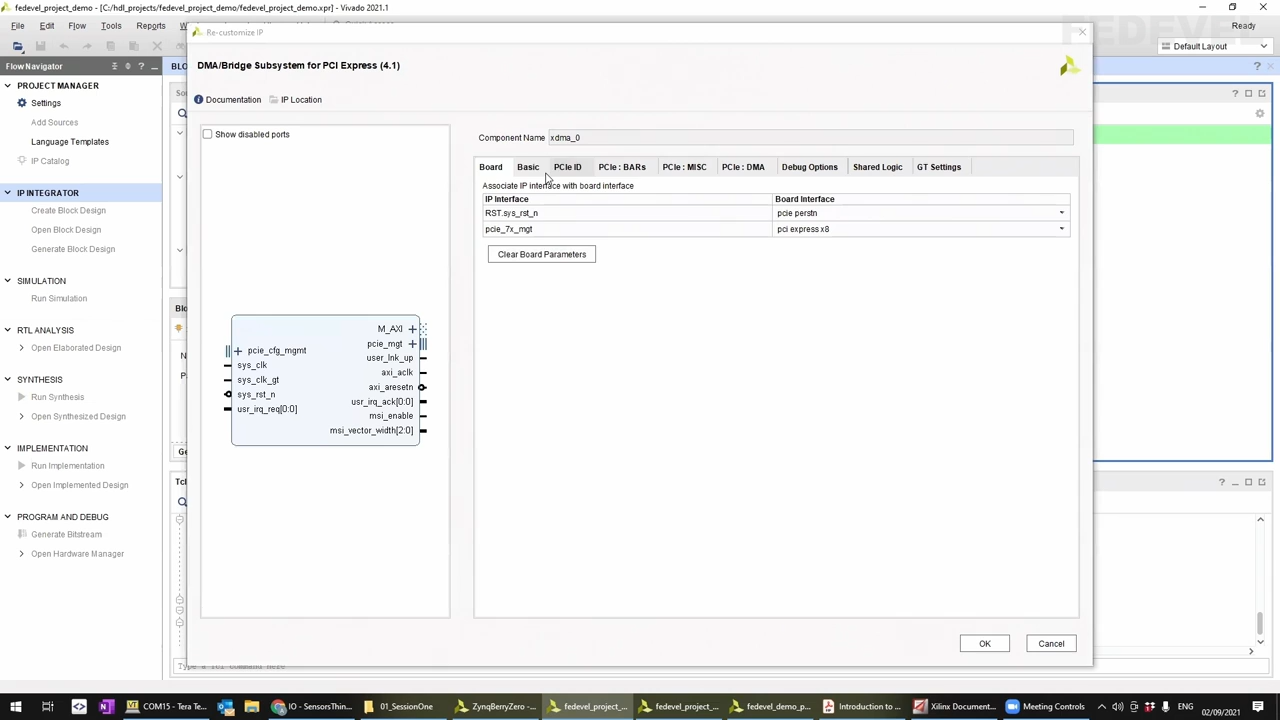 fedevel_project_demo - [C:/hdl_projects/fedevel_project_demo/fedevel_project_demo.xpr] - Vivado 2021.1
File Edit Flow Tools Reports
Ready
Default Layout
Flow Navigator
PROJECT MANAGER
Settings
Add Sources
Language Templates
IP Catalog
IP INTEGRATOR
Create Block Design
Open Block Design
Generate Block Design
SIMULATION
Run Simulation
RTL ANALYSIS
Open Elaborated Design
SYNTHESIS
Run Synthesis
Open Synthesized Design
IMPLEMENTATION
Run Implementation
Open Implemented Design
PROGRAM AND DEBUG
Generate Bitstream
Open Hardware Manager
Re-customize IP
DMA/Bridge Subsystem for PCI Express (4.1)
Documentation IP Location
Show disabled ports
M_AXI
pcie_mgt
pcie_cfg_mgmt
user_lnk_up
sys_clk
axi_aclk
sys_clk_gt
axi_aresetn
sys_rst_n
usr_irq_ack[0:0]
usr_irq_req[0:0]
msi_enable
msi_vector_width[2:0]
Component Name xdma_0
Board Basic PCIe ID PCIe : BARs PCIe : MISC PCIe : DMA Debug Options Shared Logic GT Settings
Associate IP interface with board interface
IP Interface Board Interface
RST.sys_rst_n pcie perstn
pcie_7x_mgt pci express x8
Clear Board Parameters
OK Cancel
Type a Tcl command here
COM15 - Tera Te... IO - SensorsThin... 01_SessionOne ZynqBerryZero - ... fedevel_project_... fedevel_project_... fedevel_demo_p... Introduction to ... Xilinx Documen... Meeting Controls
02/09/2021